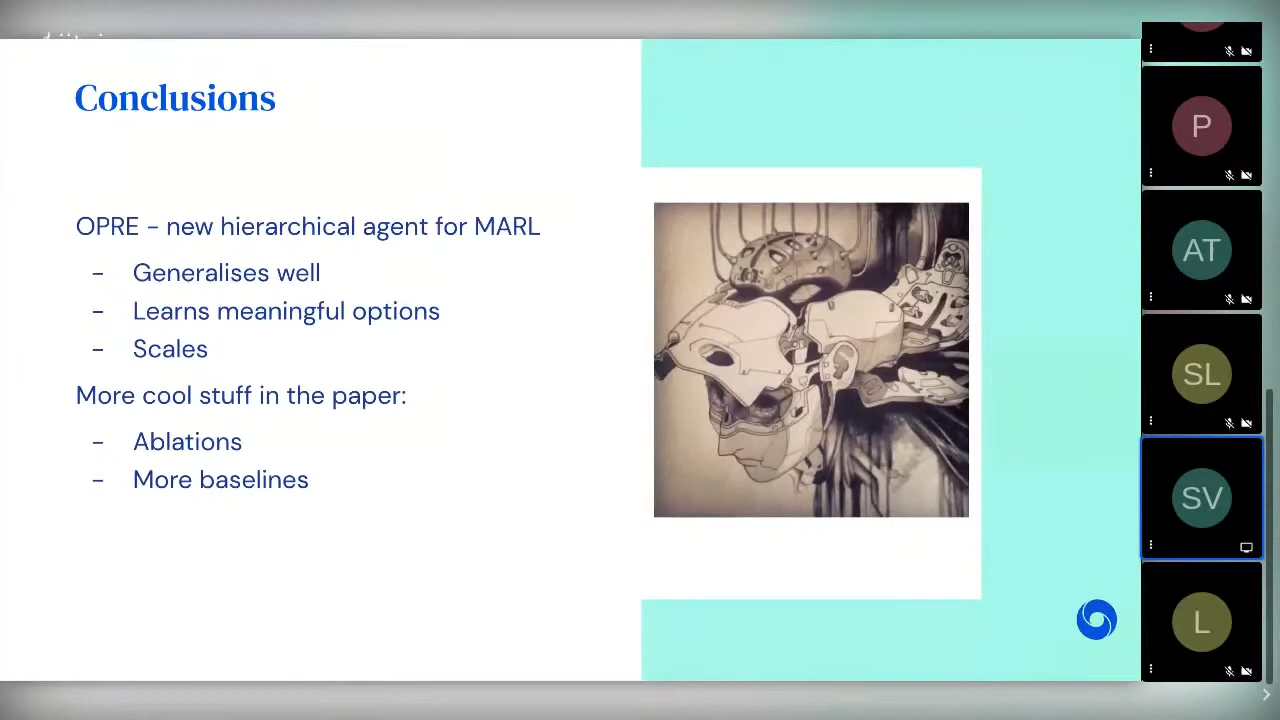 Conclusions
OPRE - new hierarchical agent for MARL
- Generalises well
- Learns meaningful options
- Scales
More cool stuff in the paper:
- Ablations
- More baselines
P
AT
SL
SV
L